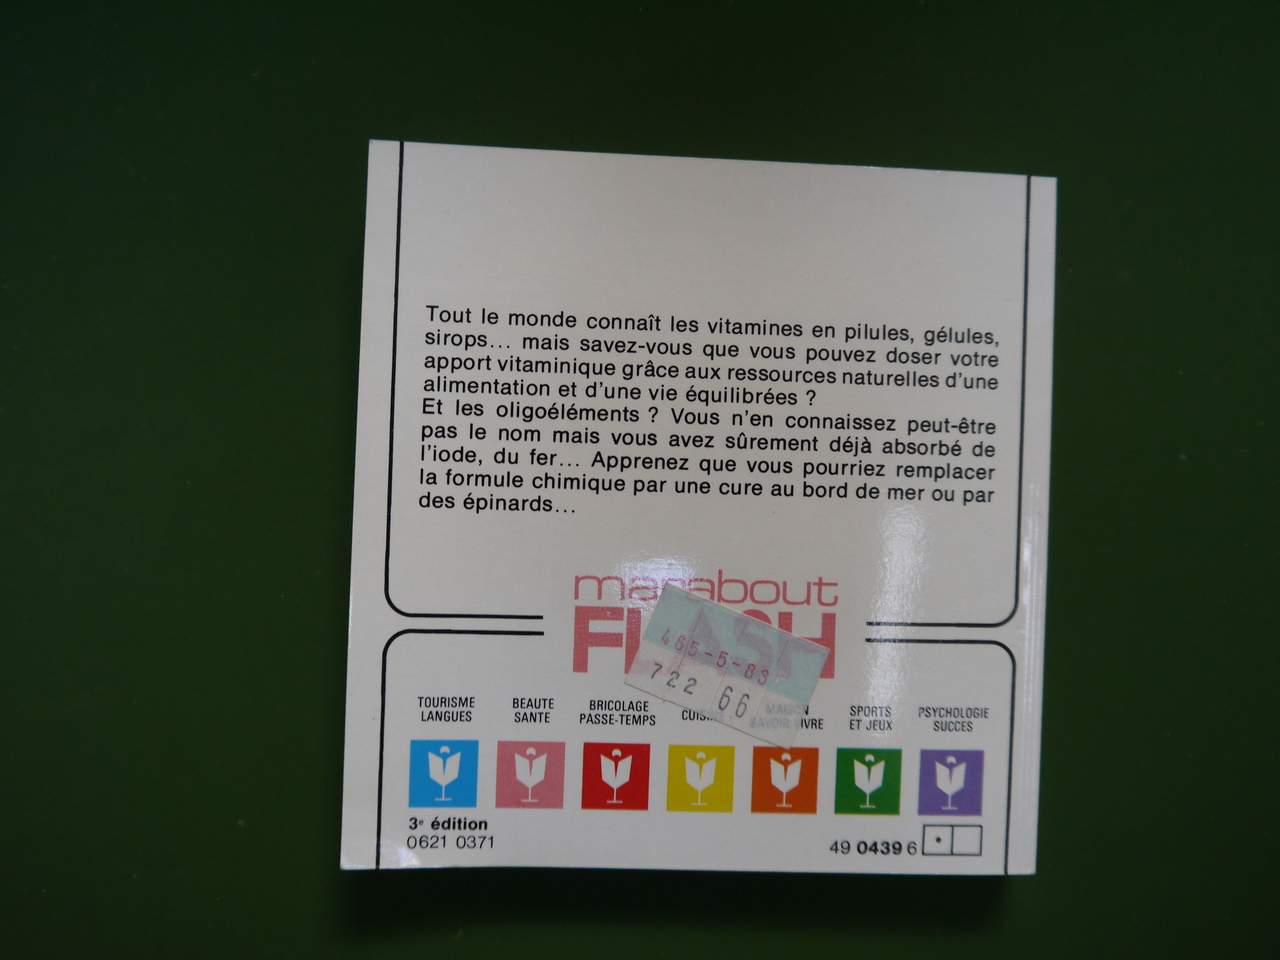 Tout le monde connaît les vitamines en pilules, gélules,
sirops... mais savez-vous que vous pouvez doser votre
apport vitaminique grâce aux ressources naturelles d'une
alimentation et d'une vie équilibrées ?
Et les oligoéléments ? Vous n'en connaissez peut-être
pas le nom mais vous avez sûrement déjà absorbé de
l'iode, du fer... Apprenez que vous pourriez remplacer
la formule chimique par une cure au bord de mer ou par
des épinards...
marabout
FLASH
465-5-83
722 66
TOURISME
LANGUES
BEAUTE
SANTE
BRICOLAGE
PASSE-TEMPS
CUISINE
MAISON
SAVOIR-VIVRE
SPORTS
ET JEUX
PSYCHOLOGIE
SUCCES
3e édition
0621 0371
49 0439 6